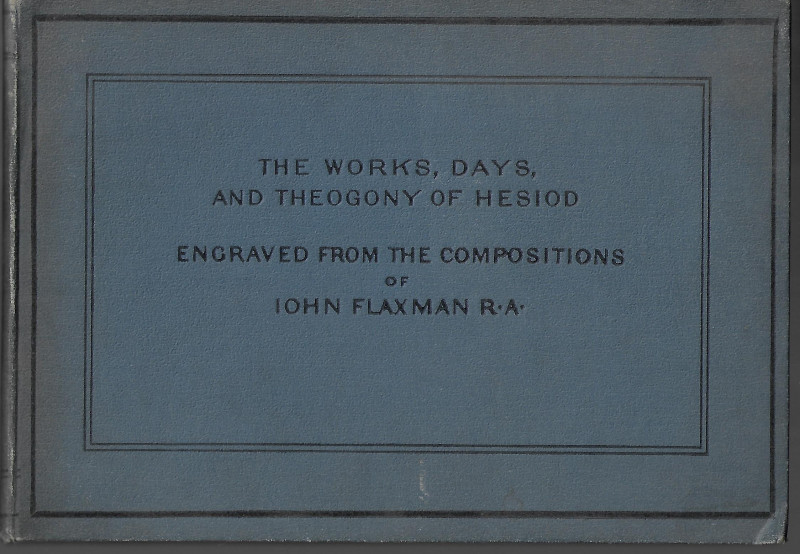 THE WORKS, DAYS,
AND THEOGONY OF HESIOD
ENGRAVED FROM THE COMPOSITIONS
OF
IOHN FLAXMAN R·A·